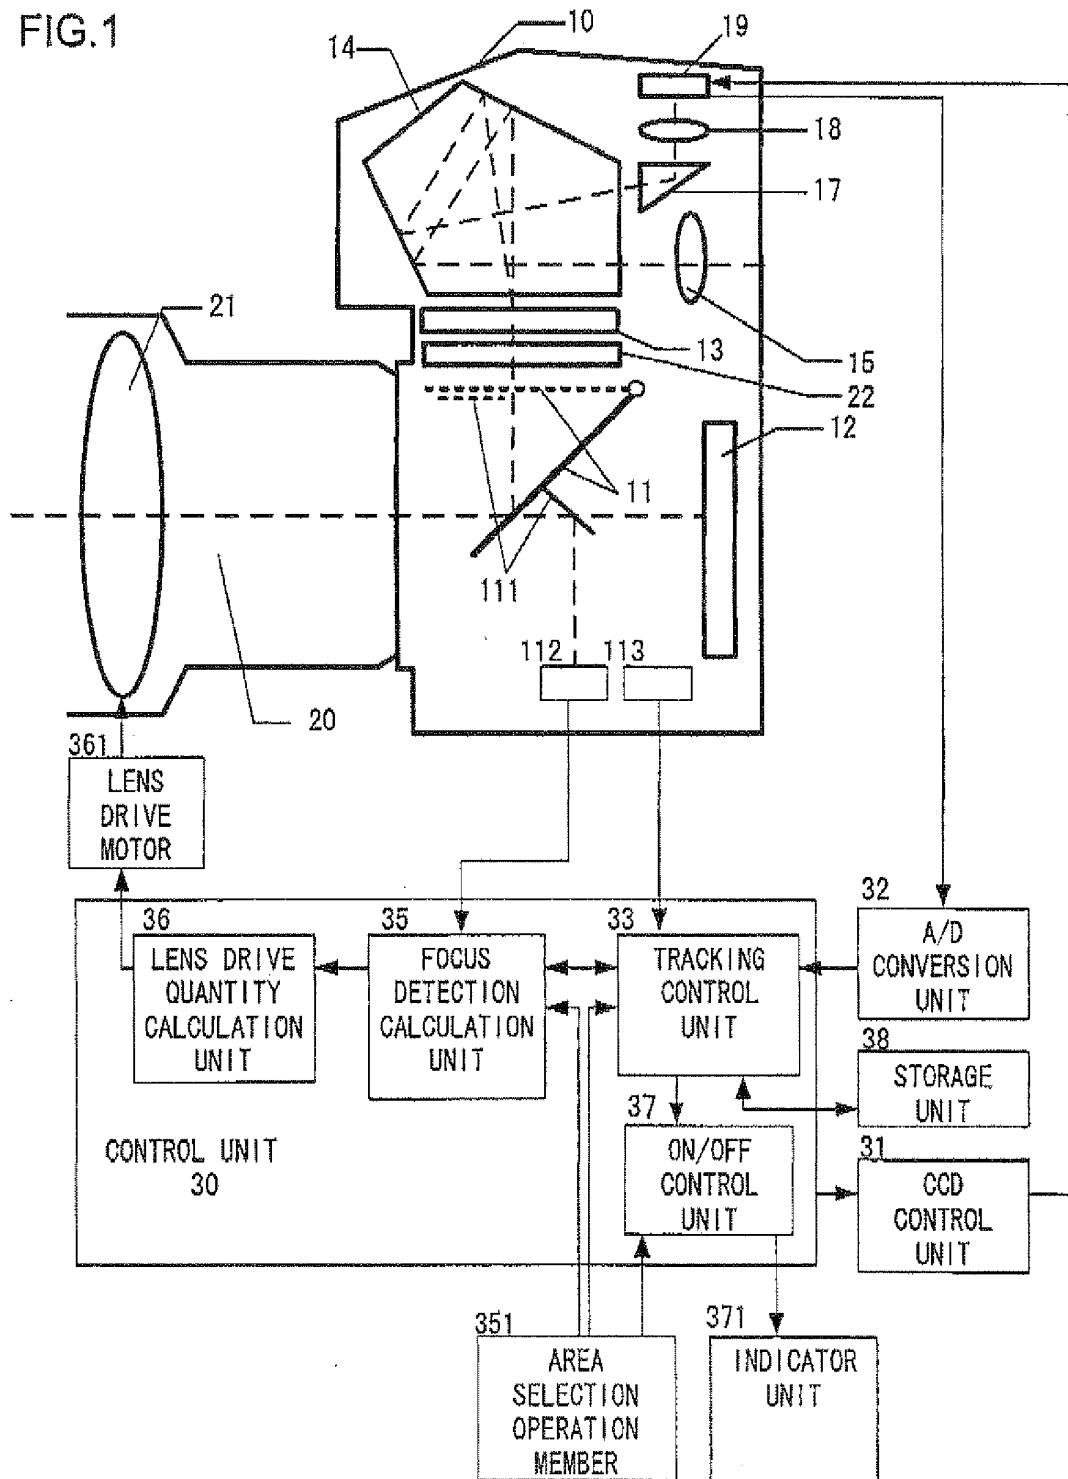 FIG.1
10
19
14
18
17
21
13
15
22
12
11
111
112
113
20
361
LENS
DRIVE
MOTOR
32
A/D
CONVERSION
UNIT
36
LENS DRIVE
QUANTITY
CALCULATION
UNIT
35
FOCUS
DETECTION
CALCULATION
UNIT
33
TRACKING
CONTROL
UNIT
38
STORAGE
UNIT
37
ON/OFF
CONTROL
UNIT
31
CCD
CONTROL
UNIT
CONTROL UNIT
30
351
AREA
SELECTION
OPERATION
MEMBER
371
INDICATOR
UNIT